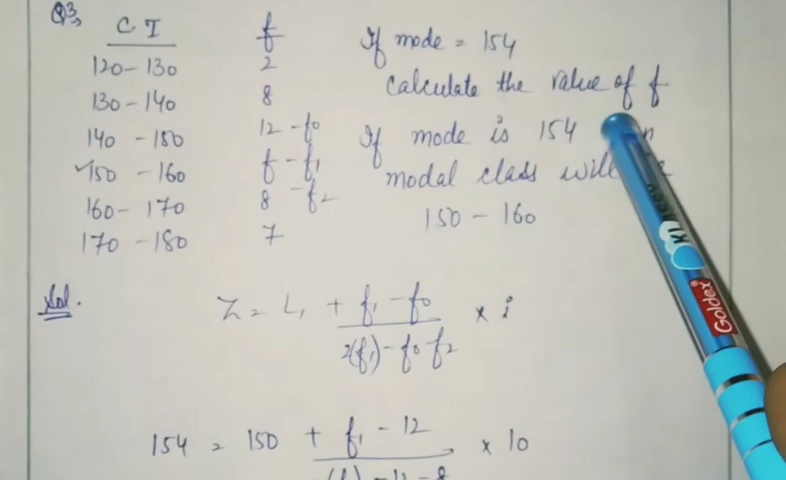 Q3,
C I f
120-130 2
130-140 8
140-150 12-f0
✓150-160 f-f1
160-170 8-f2
170-180 7
If mode = 154
calculate the value of f
If mode is 154
modal class will
150-160
Sol.
Z = L1 + f1 - f0 / 2(f1) - f0 - f2 × i
154 = 150 + f1 - 12 / × 10
Goldex